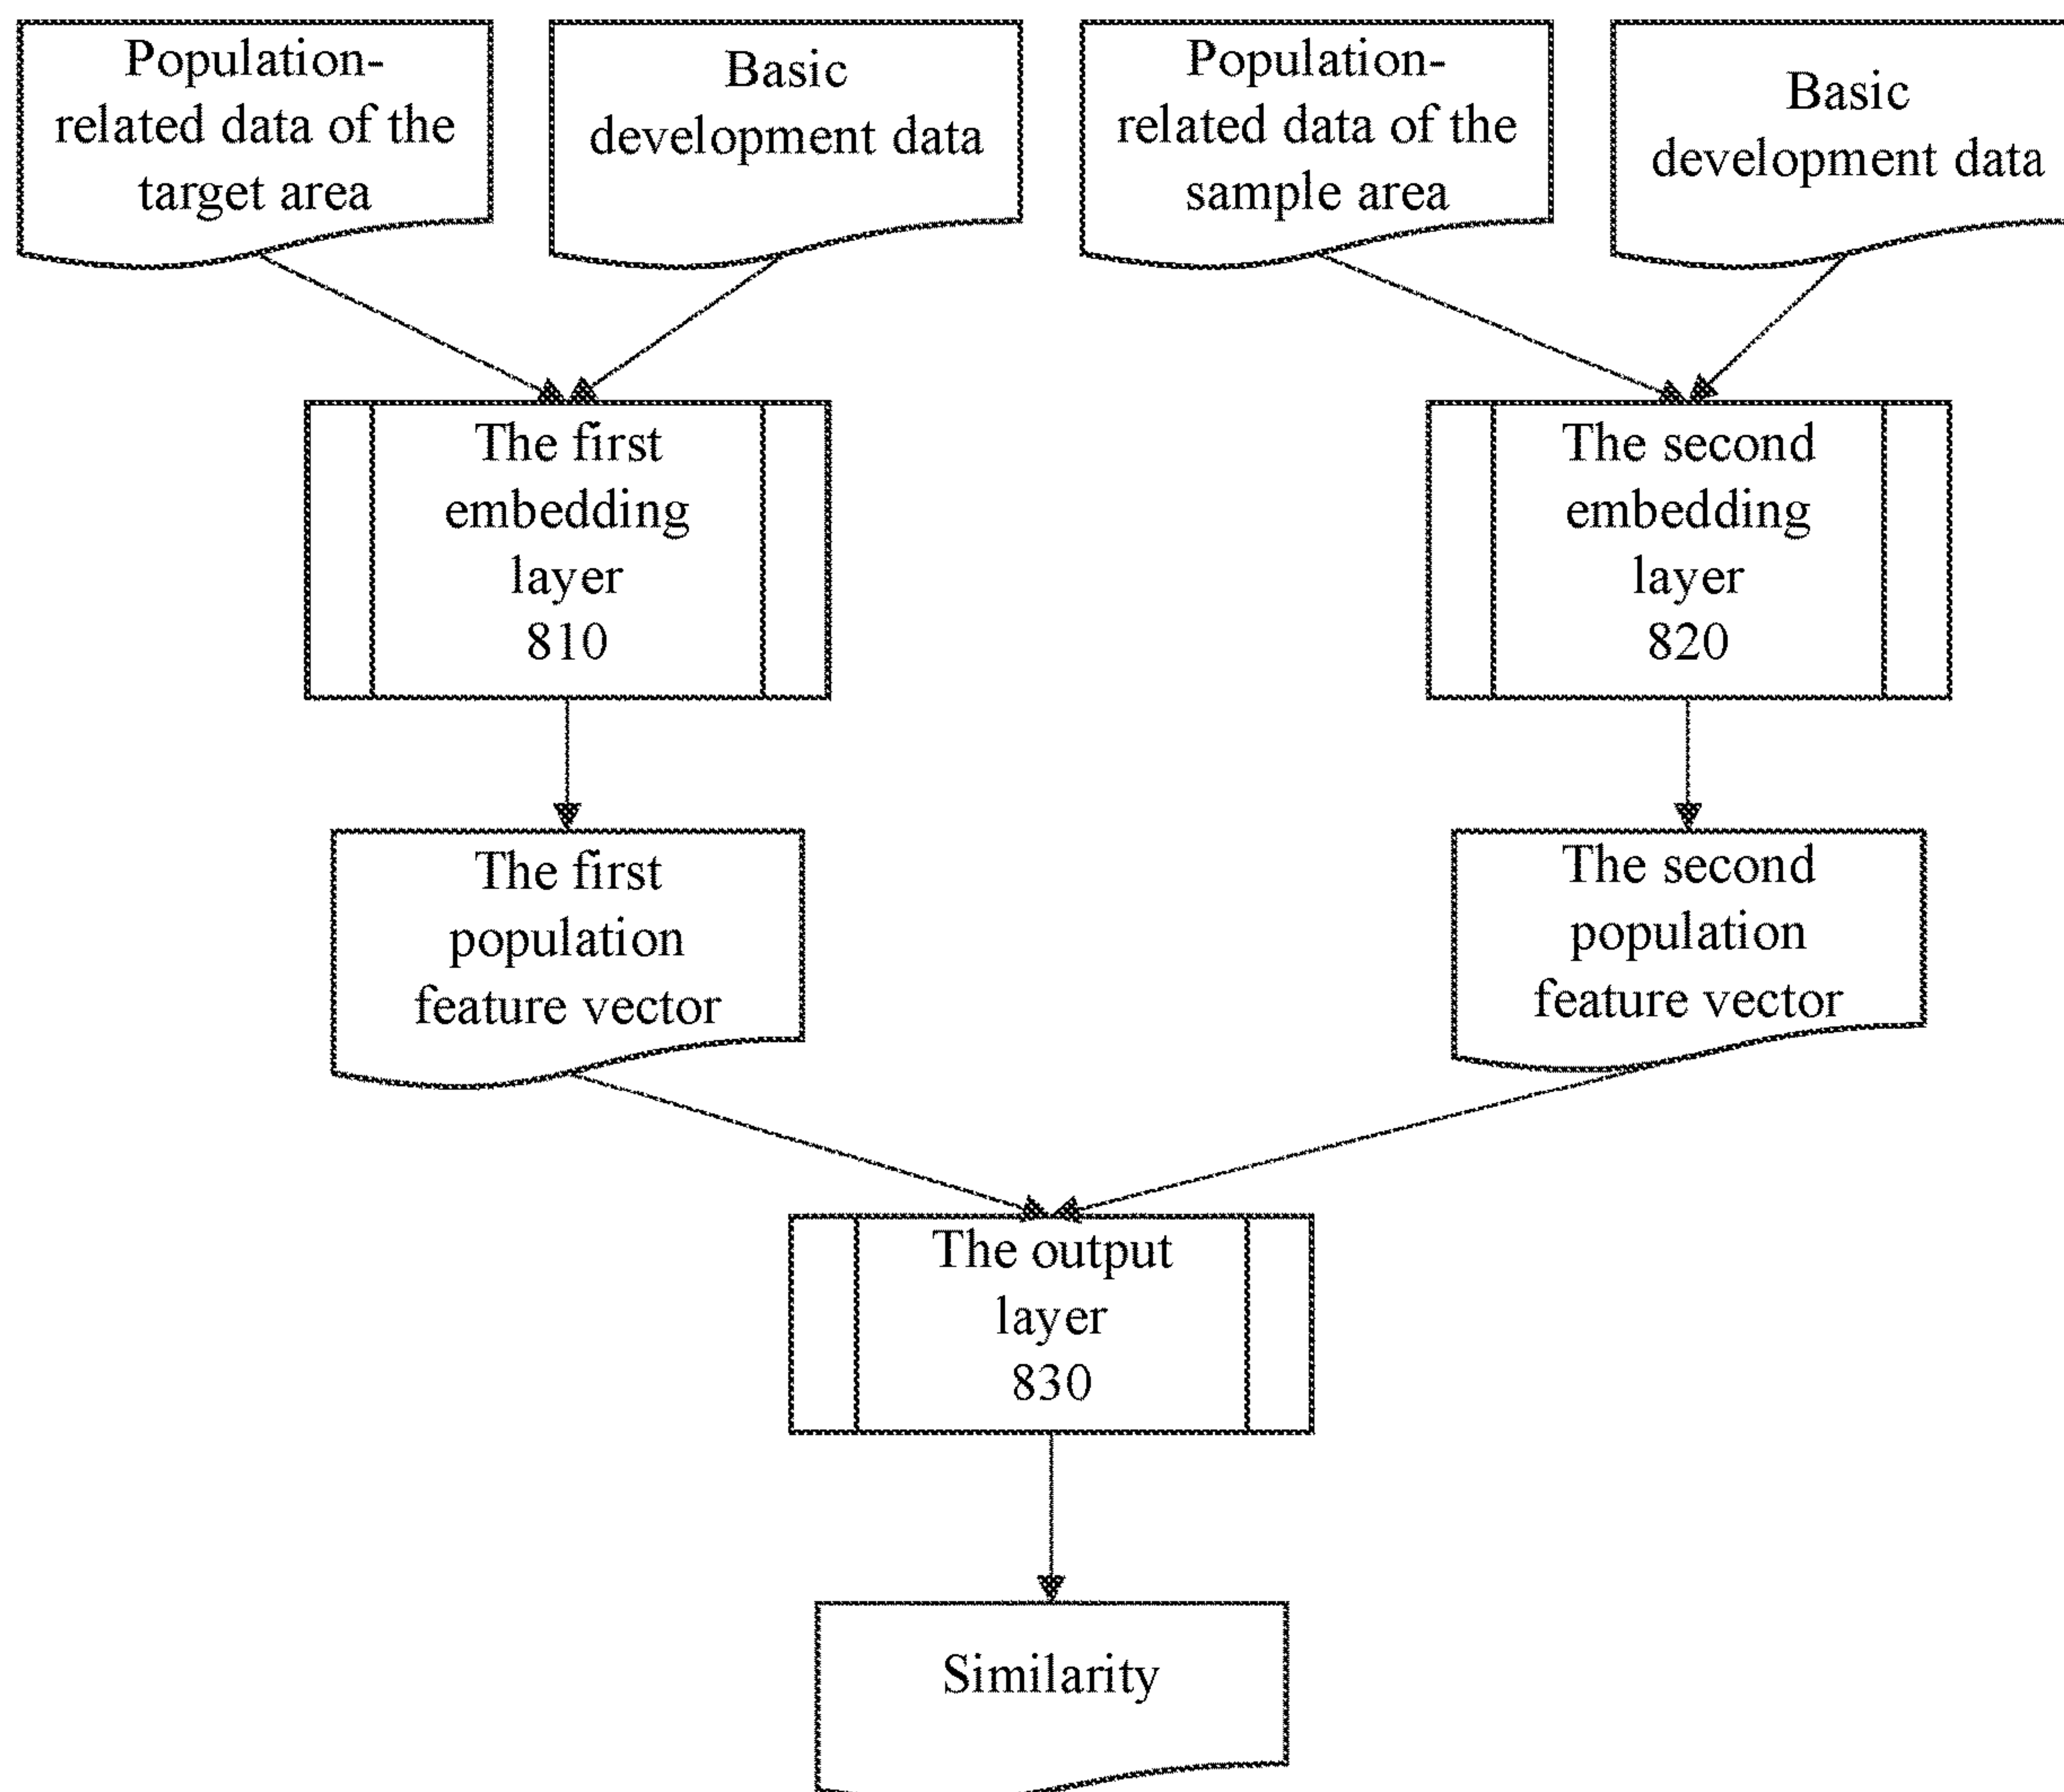 Population-
related data of the
target area
Basic
development data
Population-
related data of the
sample area
Basic
development data
The first
embedding
layer
810
The second
embedding
layer
820
The first
population
feature vector
The second
population
feature vector
The output
layer
830
Similarity